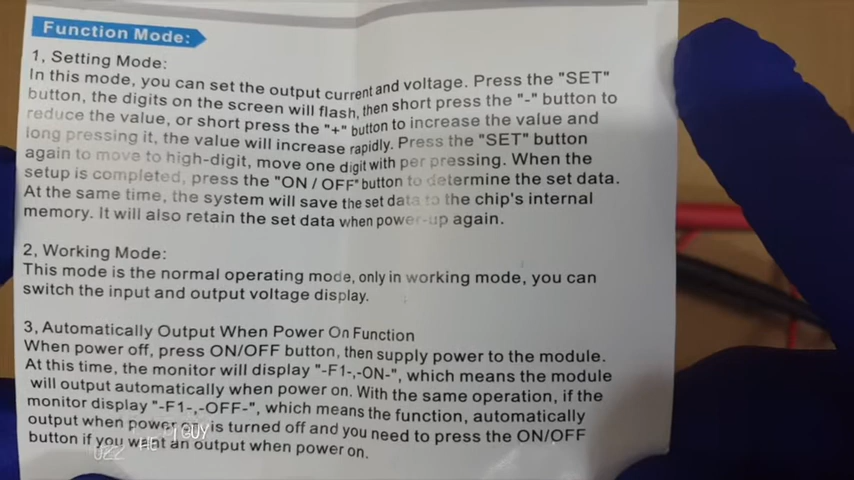 Function Mode:
1, Setting Mode:
In this mode, you can set the output current and voltage. Press the "SET"
button, the digits on the screen will flash, then short press the "-" button to
reduce the value, or short press the "+" button to increase the value and
long pressing it, the value will increase rapidly. Press the "SET" button
again to move to high-digit, move one digit with per pressing. When the
setup is completed, press the "ON / OFF" button to determine the set data.
At the same time, the system will save the set data to the chip's internal
memory. It will also retain the set data when power-up again.
2, Working Mode:
This mode is the normal operating mode, only in working mode, you can
switch the input and output voltage display.
3, Automatically Output When Power On Function
When power off, press ON/OFF button, then supply power to the module.
At this time, the monitor will display "-F1-,-ON-", which means the module
will output automatically when power on. With the same operation, if the
monitor display "-F1-,-OFF-", which means the function, automatically
output when power on is turned off and you need to press the ON/OFF
button if you want an output when power on.
GUY